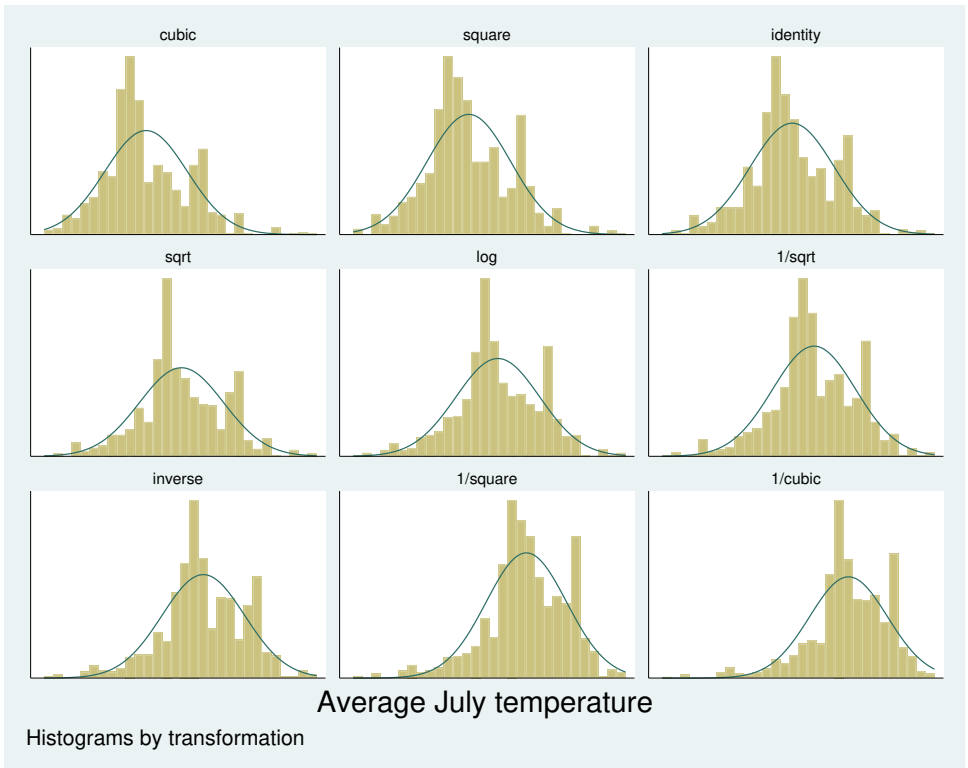 cubic
square
identity
sqrt
log
1/sqrt
inverse
1/square
1/cubic
Average July temperature
Histograms by transformation